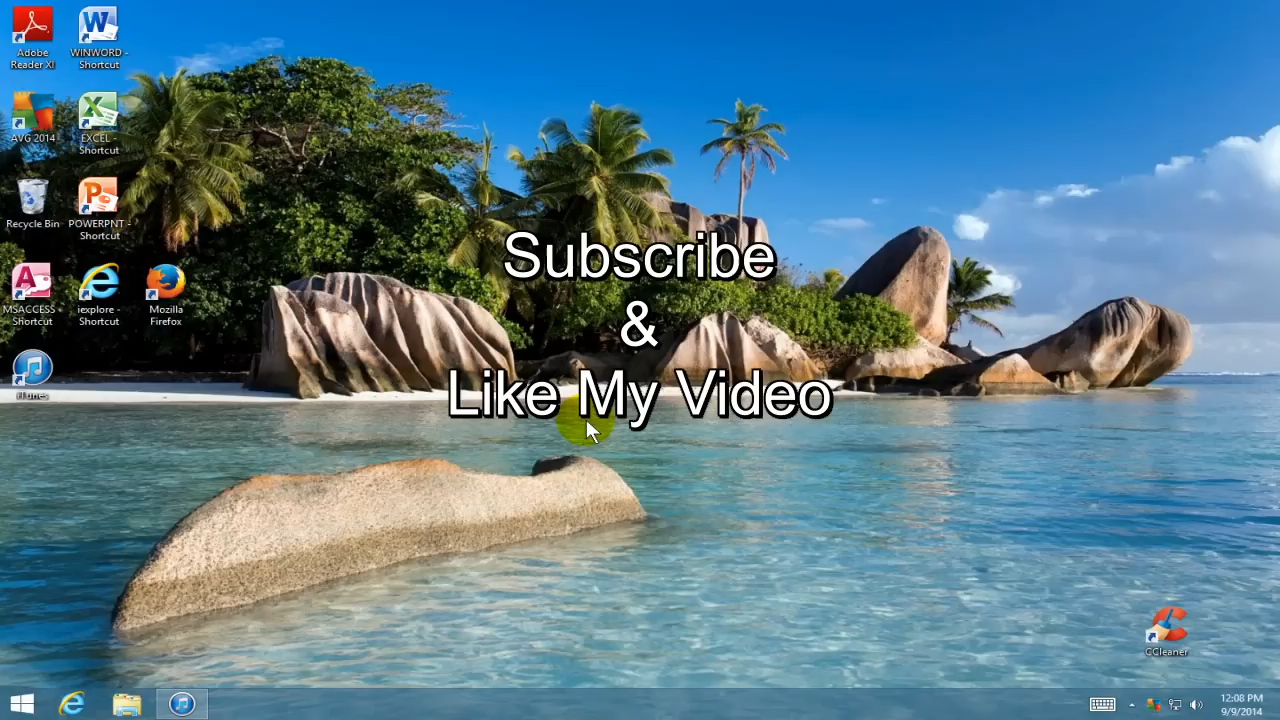 Adobe
Reader XI
WINWORD -
Shortcut
AVG 2014
EXCEL -
Shortcut
Recycle Bin
POWERPNT -
Shortcut
MSACCESS -
Shortcut
iexplore -
Shortcut
Mozilla
Firefox
iTunes
Subscribe
&
Like My Video
CCleaner
12:08 PM
9/9/2014